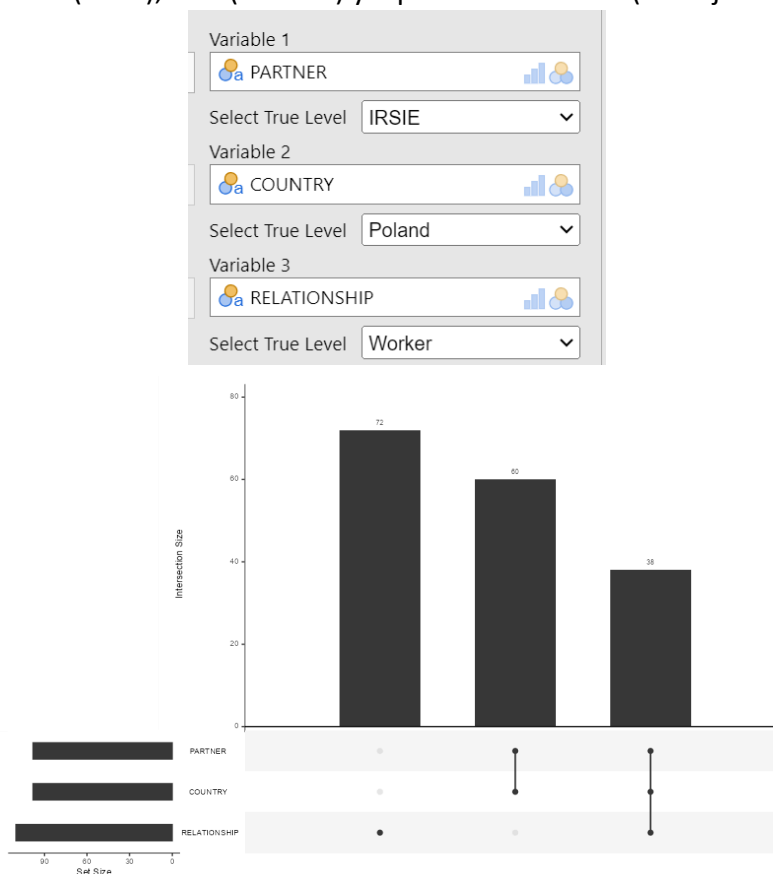 Variable 1
a PARTNER
Select True Level IRSIE
Variable 2
a COUNTRY
Select True Level Poland
Variable 3
a RELATIONSHIP
Select True Level Worker
80
72
60
60
Intersection Size
40
38
20
0
PARTNER
COUNTRY
RELATIONSHIP
90 60 30 0
Set Size